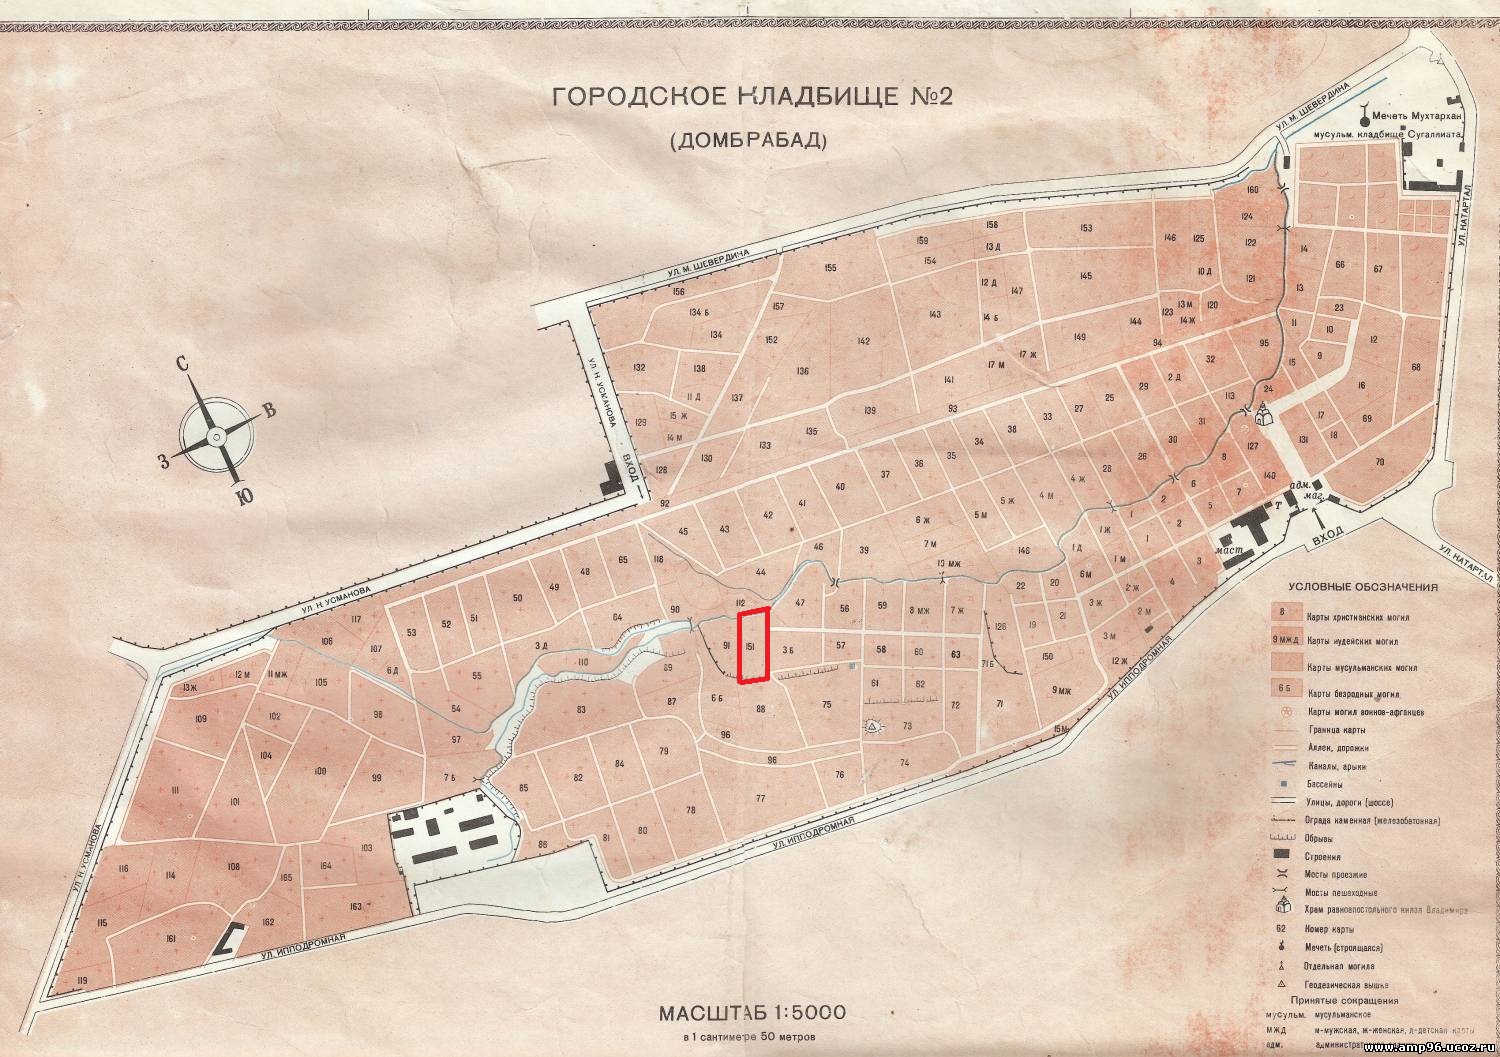 ГОРОДСКОЕ КЛАДБИЩЕ №2
(ДОМБРАБАД)
УЛ. М. ШЕВЕРДИНА
Мечеть Мухтархан
мусульм. кладбище Сугаллиата
УЛ. НАТАРТАЛ
УЛ. М. ШЕВЕРДИНА
УЛ. Н. УСМАНОВА
ВХОД
С
В
З
Ю
160
124
122
121
158
153
159
13 Д
154
146
125
10 Д
155
145
12 Д
147
14 Б
143
156
134 Б
134
157
152
142
136
149
144
123
13 М
14 Ж
120
94
95
14
13
66
67
23
11
10
9
12
15
68
16
17
18
69
24
113
131
70
132
138
11 Д
15 Ж
14 М
129
128
130
137
133
135
139
141
93
17 М
17 Ж
32
2 Д
29
25
27
33
38
34
35
36
37
40
41
42
43
45
92
31
30
26
28
4 Ж
4 М
5 Ж
5 М
6 Ж
7 М
8
127
140
7
6
5
2
1
адм.
маг.
Т
маст
ВХОД
УЛ. НАТАРТАЛ
УЛ. Н. УСМАНОВА
117
106
107
6 Д
53
52
51
50
49
48
65
118
64
90
112
44
46
39
13 МЖ
148
1 Д
1 Ж
1 М
2
1
3
4
47
56
59
8 МЖ
7 Ж
22
20
6 М
2 Ж
3 Ж
2 М
3 М
12 Ж
126
19
21
150
71 Б
9 МЖ
71
15 М
91
151
3 Б
57
58
60
63
61
62
72
73
74
75
76
77
88
96
96
6 Б
87
89
110
3 Д
55
54
97
98
105
11 МЖ
12 М
13 Ж
109
102
104
100
99
7 Б
111
101
83
82
84
79
85
80
78
81
86
103
164
163
165
162
108
114
116
115
161
119
УЛ. Н. УСМАНОВА
УЛ. ИППОДРОМНАЯ
УЛ. ИППОДРОМНАЯ
УЛ. ИППОДРОМНАЯ
МАСШТАБ 1:5000
в 1 сантиметре 50 метров
УСЛОВНЫЕ ОБОЗНАЧЕНИЯ
8 Карты христианских могил
9 МЖД Карты иудейских могил
Карты мусульманских могил
6 Б Карты безродных могил
Карты могил воинов-афганцев
Граница карты
Аллеи, дорожки
Каналы, арыки
Бассейны
Улицы, дороги (шоссе)
Ограда каменная (железобетонная)
Обрывы
Строения
Мосты проезжие
Мосты пешеходные
Храм равноапостольного князя Владимира
62 Номер карты
Мечеть (строящаяся)
Отдельная могила
Геодезическая вышка
Принятые сокращения
мусульм. мусульманское
МЖД м-мужская, ж-женская, д-детская карты
адм.
www.amp96.ucoz.ru